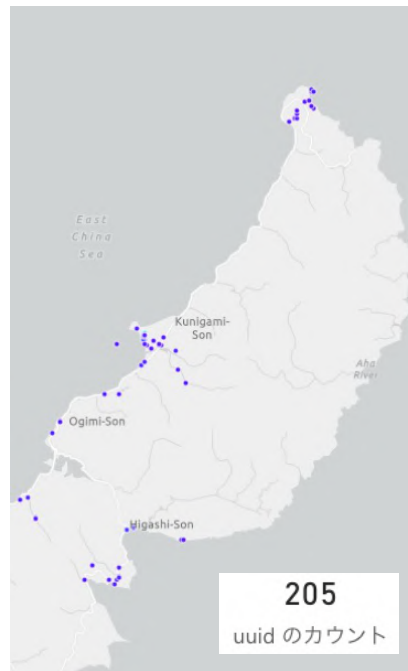 East
China
Sea
Kunigami-
Son
Aha
River
Ogimi-Son
Higashi-Son
205
uuid のカウント